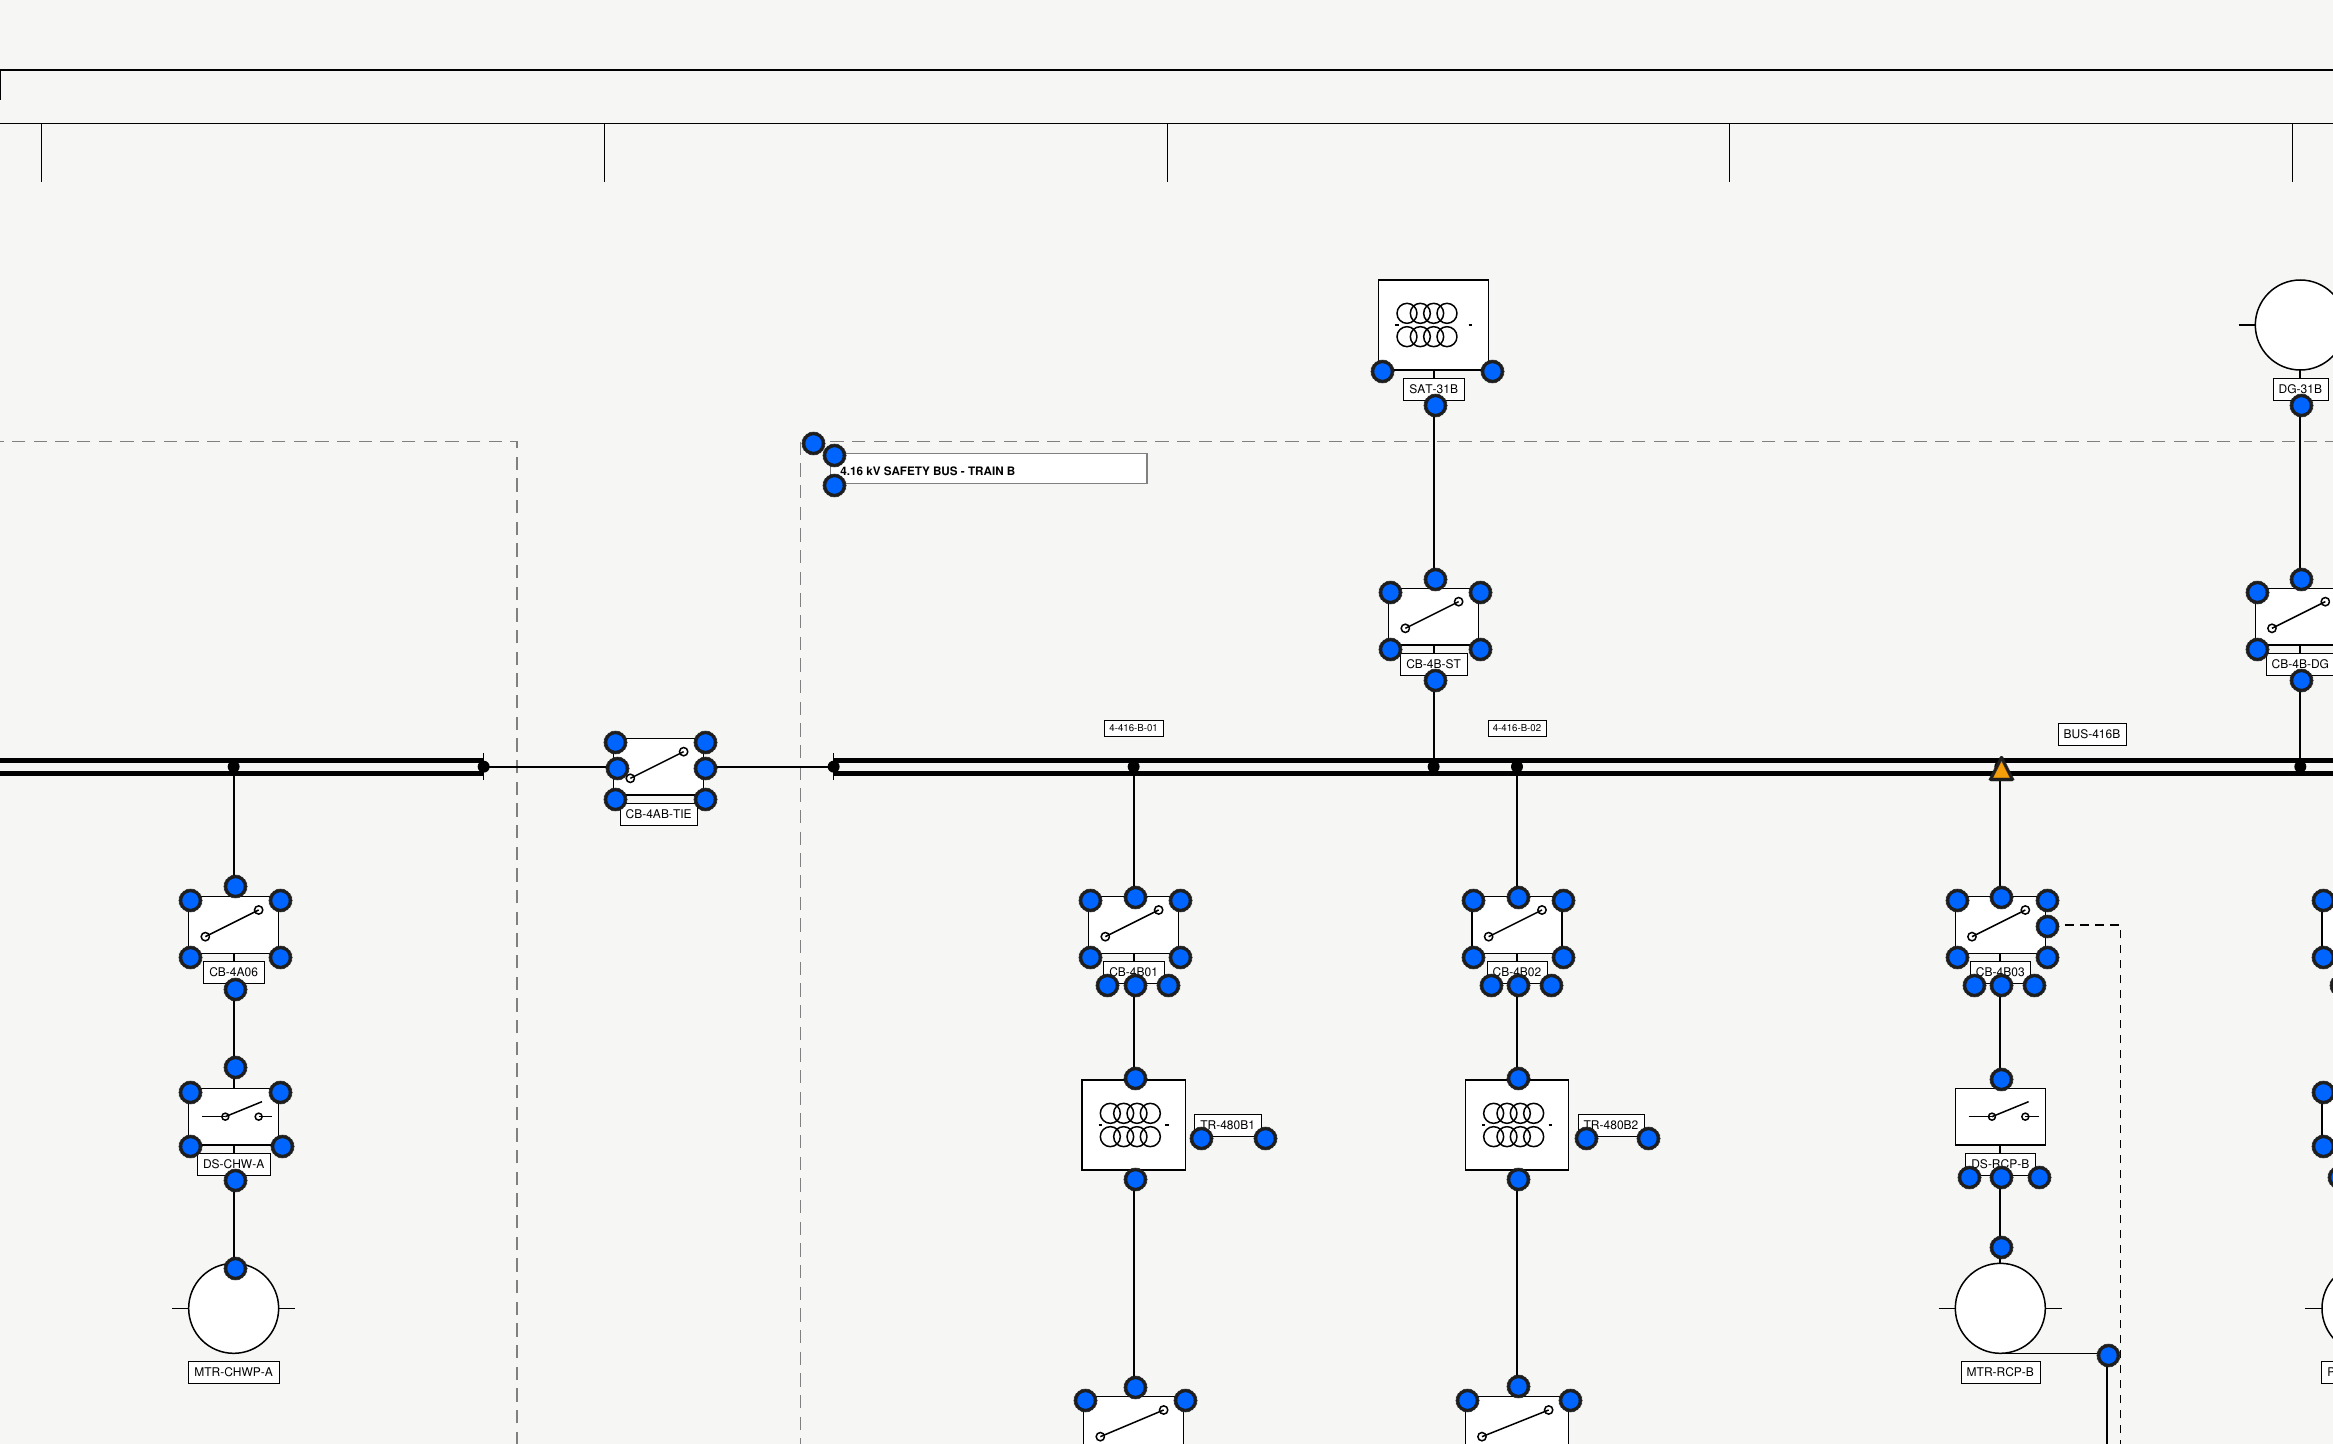 SAT-31B
DG-31B
4.16 kV SAFETY BUS - TRAIN B
CB-4B-ST
CB-4B-DG
4-416-B-01
4-416-B-02
BUS-416B
CB-4AB-TIE
CB-4A06
CB-4B01
CB-4B02
CB-4B03
TR-480B1
TR-480B2
DS-CHW-A
DS-RCP-B
MTR-CHWP-A
MTR-RCP-B